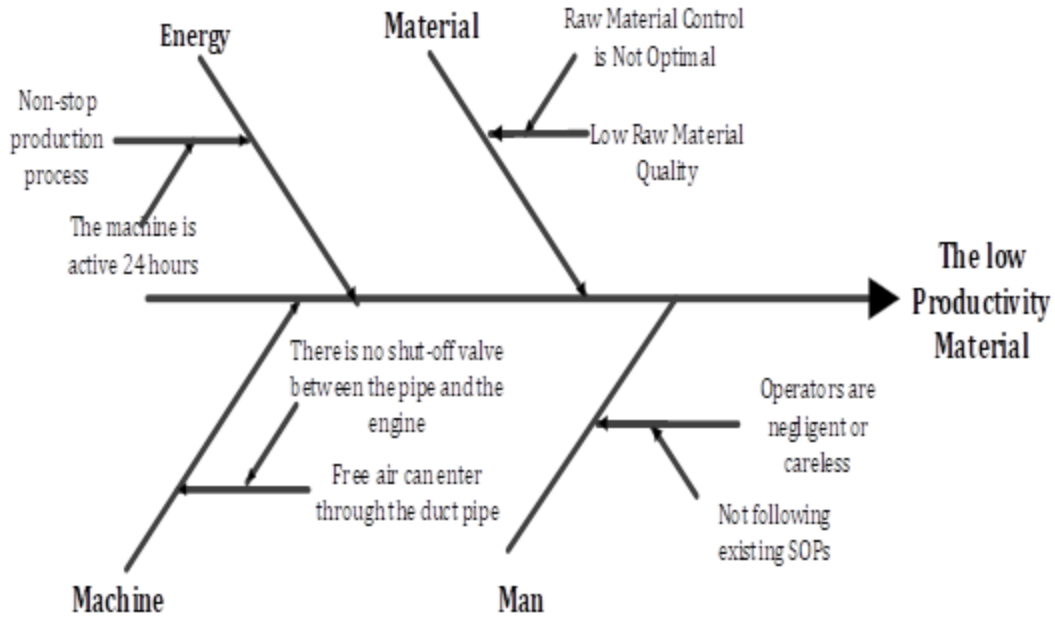 Energy
Material
Raw Material Control
is Not Optimal
Non-stop
production
process
Low Raw Material
Quality
The machine is
active 24 hours
The low
Productivity
Material
There is no shut-off valve
between the pipe and the
engine
Operators are
negligent or
careless
Free air can enter
through the duct pipe
Not following
existing SOPs
Machine
Man